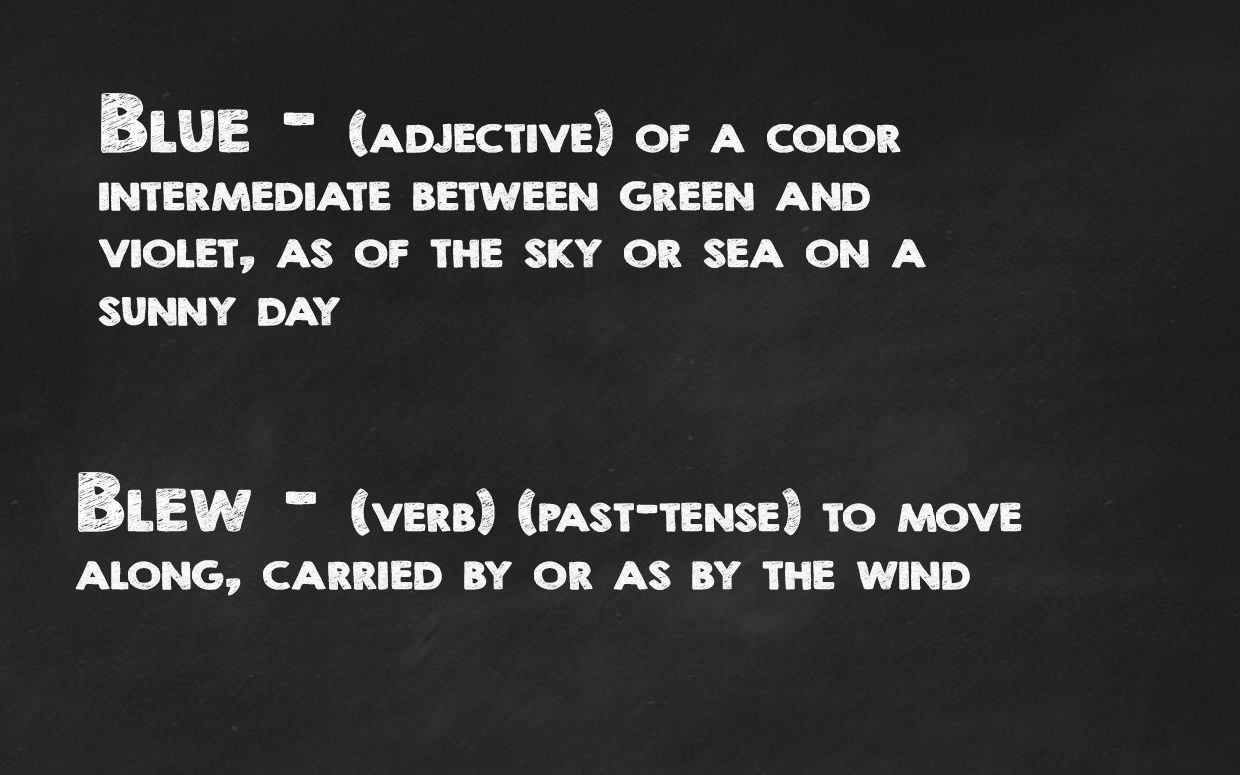 Blue - (adjective) of a color
intermediate between green and
violet, as of the sky or sea on a
sunny day
Blew - (verb) (past-tense) to move
along, carried by or as by the wind